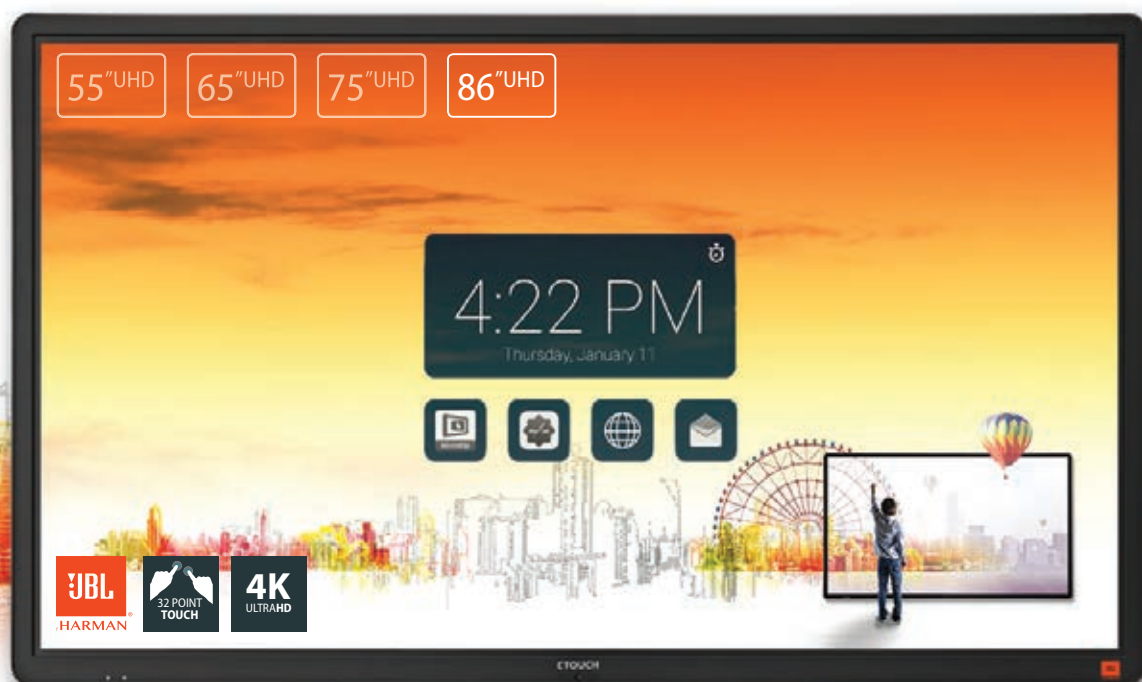 55"UHD 65"UHD 75"UHD 86"UHD
4:22 PM
Thursday, January 11
JBL
HARMAN®
32 POINT
TOUCH
4K
ULTRAHD
CTOUCH